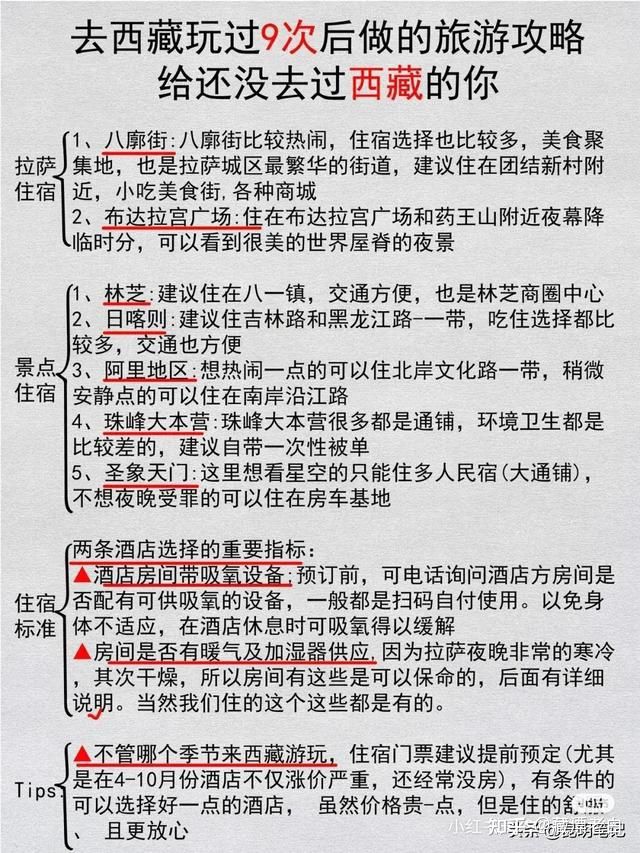 去西藏玩过9次后做的旅游攻略
给还没去过西藏的你
拉萨
住宿
1、八廓街:八廓街比较热闹，住宿选择也比较多，美食聚
集地，也是拉萨城区最繁华的街道，建议住在团结新村附
近，小吃美食街,各种商城
2、布达拉宫广场:住在布达拉宫广场和药王山附近夜幕降
临时分，可以看到很美的世界屋脊的夜景
景点
住宿
1、林芝:建议住在八一镇，交通方便，也是林芝商圈中心
2、日喀则:建议住吉林路和黑龙江路-一带，吃住选择都比
较多，交通也方便
3、阿里地区:想热闹一点的可以住北岸文化路一带，稍微
安静点的可以住在南岸沿江路
4、珠峰大本营:珠峰大本营很多都是通铺，环境卫生都是
比较差的，建议自带一次性被单
5、圣象天门:这里想看星空的只能住多人民宿(大通铺)，
不想夜晚受罪的可以住在房车基地
住宿
标准
两条酒店选择的重要指标:
▲酒店房间带吸氧设备:预订前，可电话询问酒店方房间是
否配有可供吸氧的设备，一般都是扫码自付使用。以免身
体不适应，在酒店休息时可吸氧得以缓解
▲房间是否有暖气及加湿器供应,因为拉萨夜晚非常的寒冷
，其次干燥，所以房间有这些是可以保命的，后面有详细
说明。当然我们住的这个这些都是有的。
Tips:
▲不管哪个季节来西藏游玩，住宿门票建议提前预定(尤其
是在4-10月份酒店不仅涨价严重，还经常没房)，有条件的
可以选择好一点的酒店， 虽然价格贵-点，但是住的舒
、 且更放心
小红书
知乎